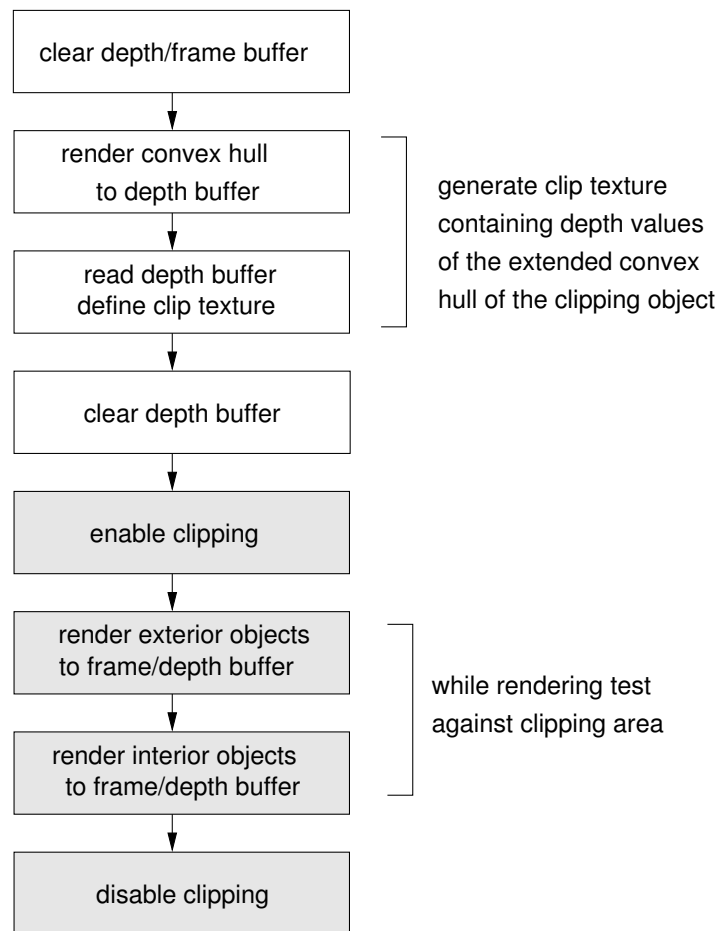 clear depth/frame buffer
render convex hull
to depth buffer
generate clip texture
containing depth values
of the extended convex
hull of the clipping object
read depth buffer
define clip texture
clear depth buffer
enable clipping
render exterior objects
to frame/depth buffer
while rendering test
against clipping area
render interior objects
to frame/depth buffer
disable clipping